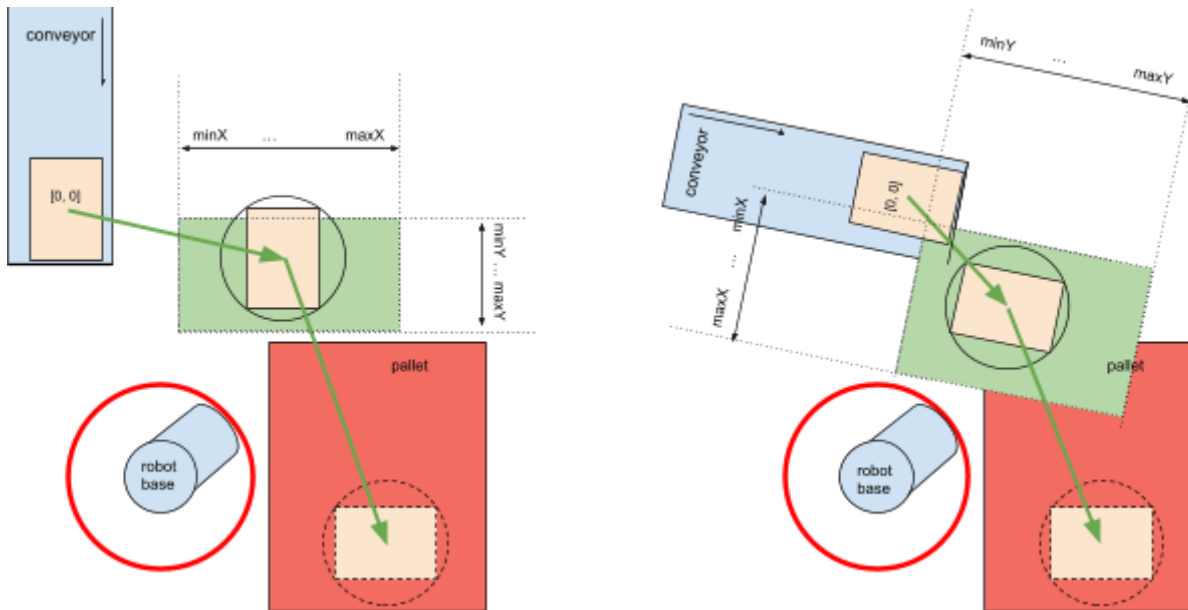 conveyor
minX ... maxX
[0, 0]
minY ... maxY
pallet
robot
base
minY ... maxY
conveyor
[0, 0]
minX ... maxX
pallet
robot
base